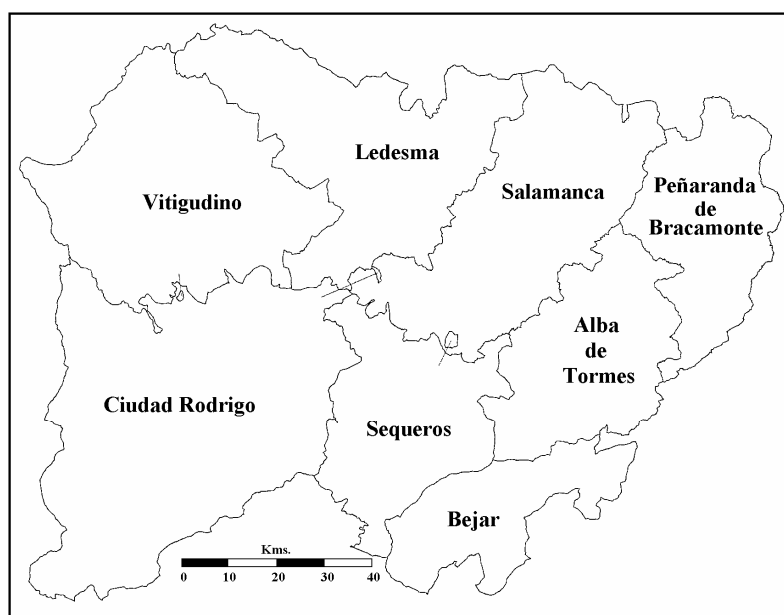 Ledesma
Vitigudino
Salamanca
Peñaranda
de
Bracamonte
Alba
de
Tormes
Ciudad Rodrigo
Sequeros
Bejar
Kms.
0 10 20 30 40